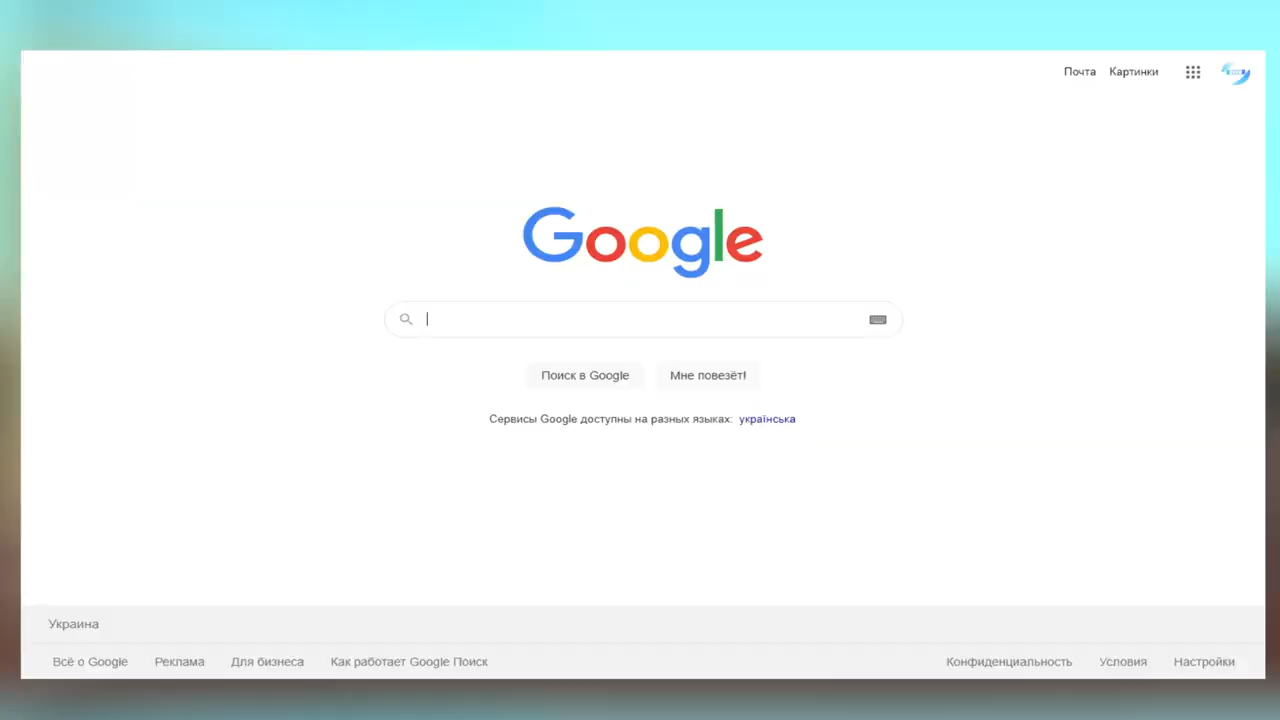 Почта Картинки
Google
Поиск в Google Мне повезёт!
Сервисы Google доступны на разных языках: українська
Украина
Всё о Google Реклама Для бизнеса Как работает Google Поиск Конфиденциальность Условия Настройки